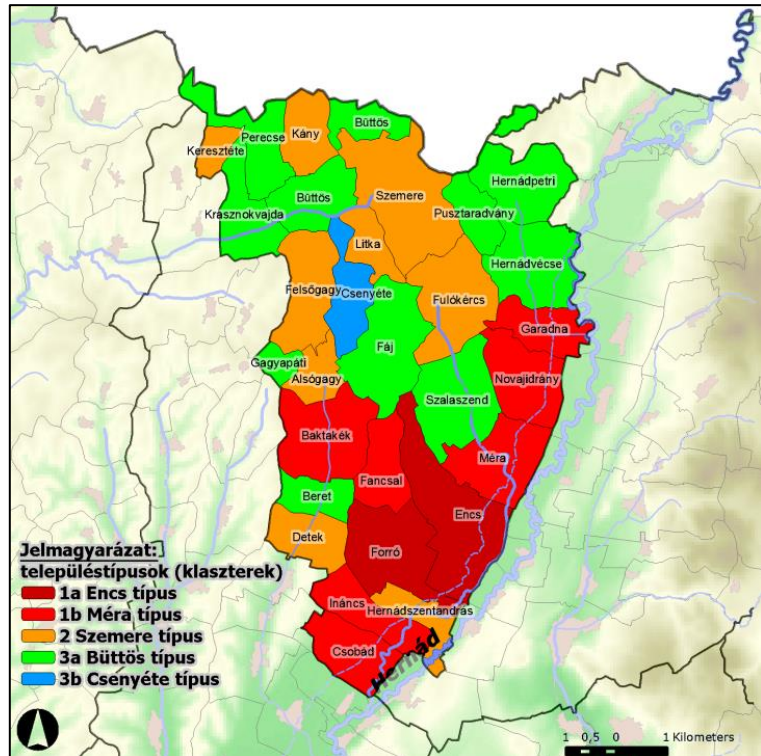 Büttös
Kány
Perecse
Keresztéte
Hernádpetri
Büttös
Szemere
Krasznokvajda
Pusztaradvány
Litka
Hernádvécse
Felsőgagy
Csenyéte
Fulókércs
Garadna
Fáj
Gagyapáti
Alsógagy
Novajidrány
Szalaszend
Baktakék
Méra
Fancsal
Beret
Encs
Detek
Forró
Ináncs
Hernádszentandrás
Csobád
Hernád
Jelmagyarázat:
településtípusok (klaszterek)
1a Encs típus
1b Méra típus
2 Szemere típus
3a Büttös típus
3b Csenyéte típus
1 0,5 0 1 Kilometers